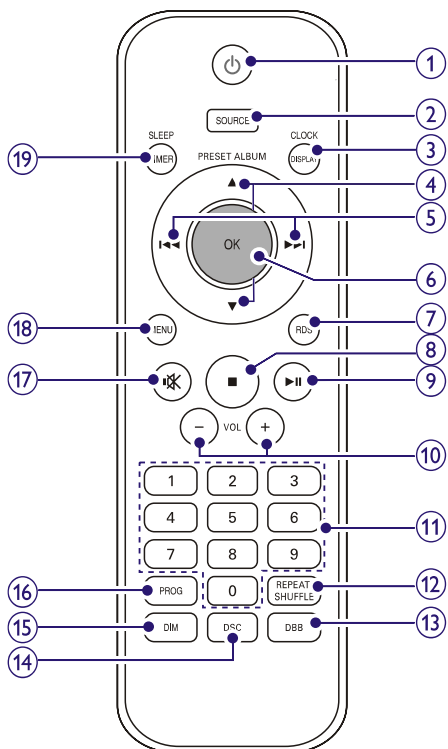 1
SOURCE
2
SLEEP
CLOCK
19
IMER
DISPLAY
3
PRESET ALBUM
4
5
OK
6
18
MENU
RDS
7
8
17
9
VOL
10
1 2 3
4 5 6
11
7 8 9
16
PROG
0
REPEAT
SHUFFLE
12
15
DIM
DSC
DBB
13
14